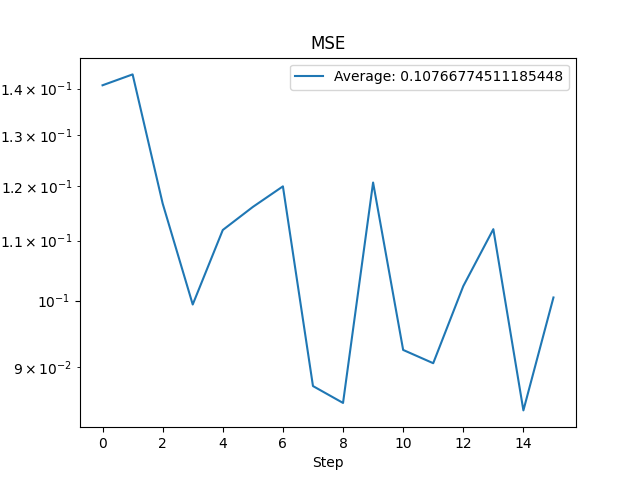 MSE
Average: 0.10766774511185448
1.4 × 10⁻¹
1.3 × 10⁻¹
1.2 × 10⁻¹
1.1 × 10⁻¹
10⁻¹
9 × 10⁻²
0 2 4 6 8 10 12 14
Step